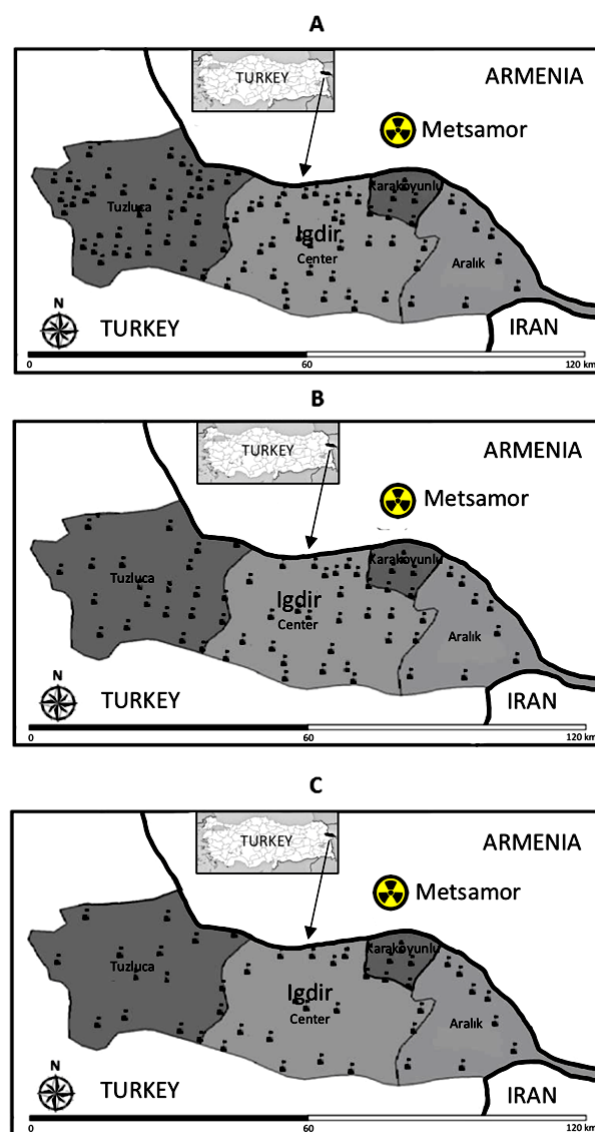 A
TURKEY
ARMENIA
Metsamor
Karakoyunlu
Tuzluca
Igdir
Center
Aralık
N
TURKEY
IRAN
0
60
120 km
B
TURKEY
ARMENIA
Metsamor
Karakoyunlu
Tuzluca
Igdir
Center
Aralık
N
TURKEY
IRAN
0
60
120 km
C
TURKEY
ARMENIA
Metsamor
Karakoyunlu
Tuzluca
Igdir
Center
Aralık
N
TURKEY
IRAN
0
60
120 km